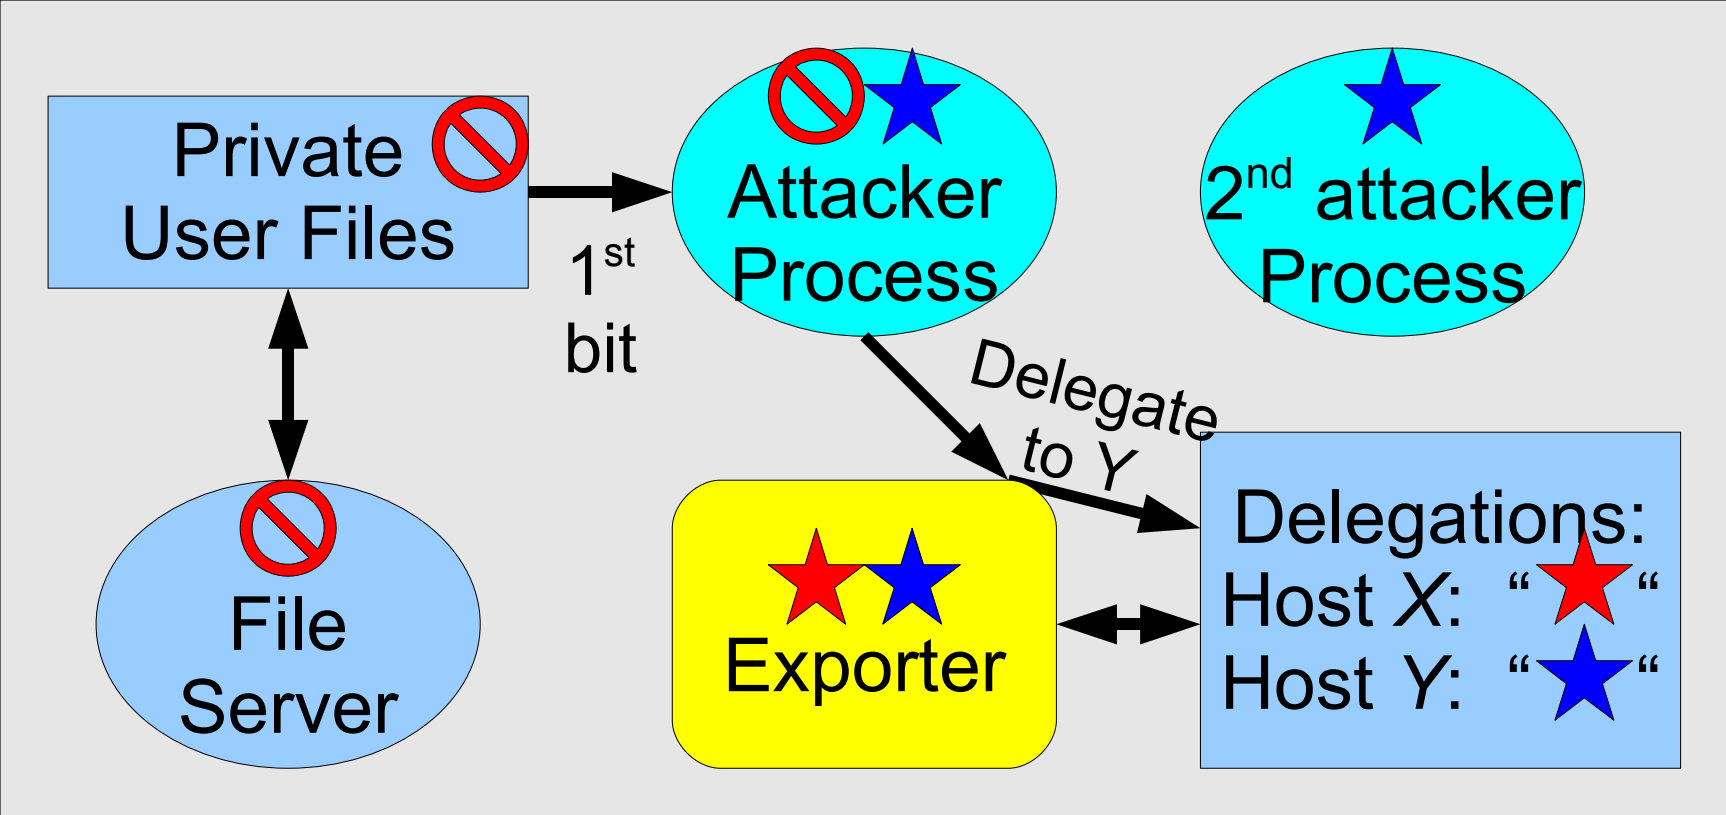 Private
User Files
1st
bit
Attacker
Process
2nd attacker
Process
Delegate
to Y
File
Server
Exporter
Delegations:
Host X: “ “
Host Y: “ “